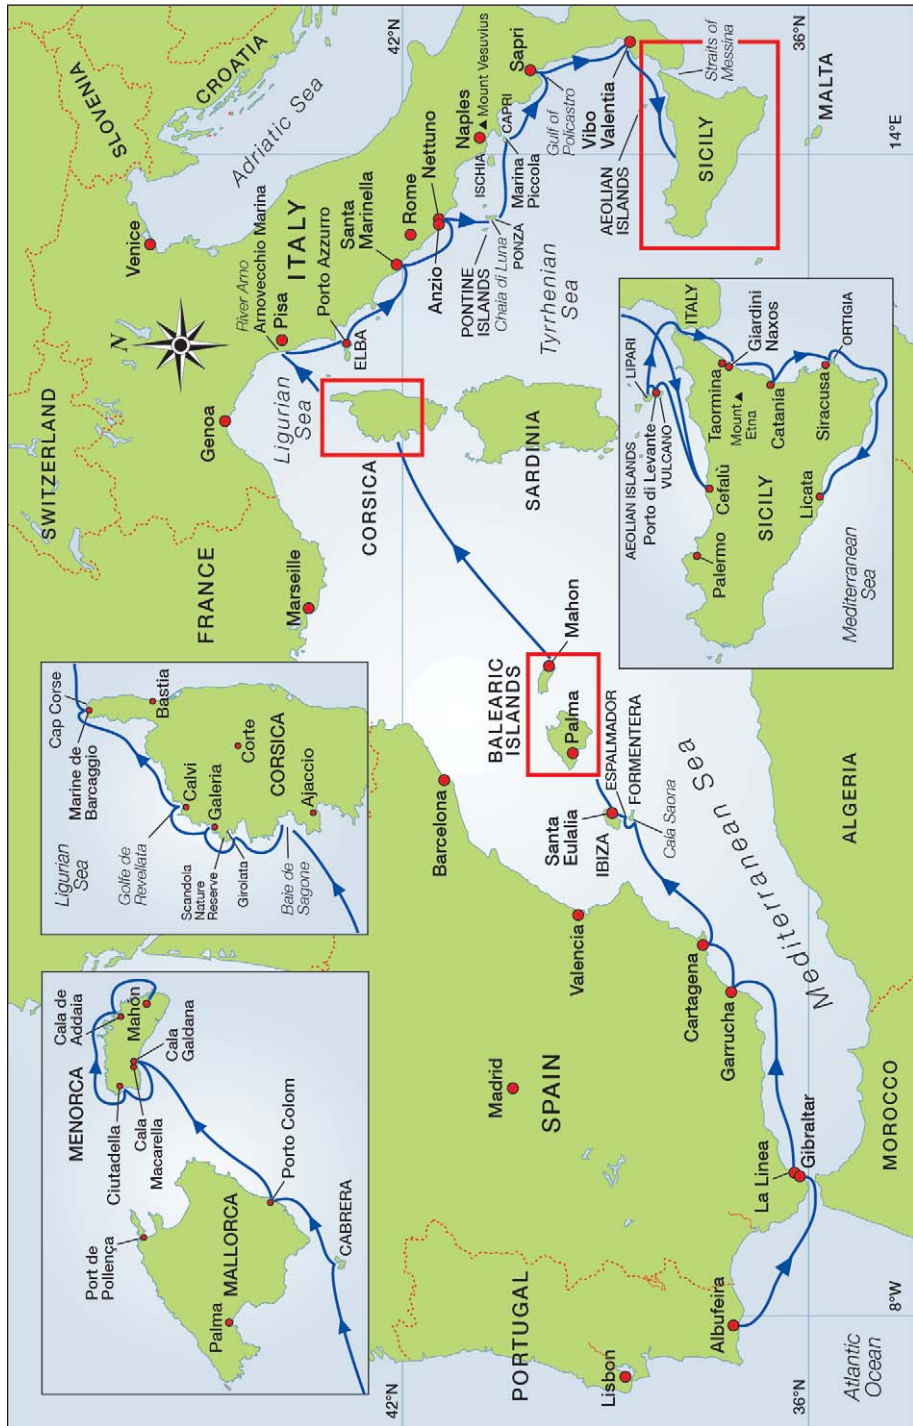 MENORCA
Cala de
Addaia
Mahón
Cala
Galdana
Ciutadella
Cala
Macarella
Port de
Pollença
MALLORCA
Palma
Porto Colom
CABRERA
Ligurian
Sea
Cap Corse
Marine de
Barcaggio
Bastia
Golfe de
Revellata
Calvi
Galeria
Corte
Scandola
Nature
Reserve
Girolata
CORSICA
Baie de
Sagone
Ajaccio
SWITZERLAND
SLOVENIA
CROATIA
Venice
Adriatic Sea
N
FRANCE
Genoa
Marseille
Ligurian
Sea
River Arno
Arnovecchio Marina
Pisa
ITALY
Porto Azzurro
ELBA
Santa
Marinella
Rome
42°N
42°N
CORSICA
Anzio
Nettuno
Naples
Mount Vesuvius
ISCHIA
CAPRI
PONTINE
ISLANDS
Chaia di Luna
PONZA
Marina
Piccola
Sapri
Gulf of
Policastro
Tyrrhenian
Sea
SARDINIA
Vibo
Valentia
AEOLIAN
ISLANDS
Straits of
Messina
SICILY
MALTA
36°N
14°E
PORTUGAL
Lisbon
Albufeira
SPAIN
Madrid
Barcelona
Valencia
BALEARIC
ISLANDS
Mahon
Palma
ESPALMADOR
FORMENTERA
Santa
Eulalia
IBIZA
Cala Saona
Cartagena
Garrucha
La Linea
Gibraltar
Mediterranean Sea
Atlantic
Ocean
8°W
36°N
MOROCCO
ALGERIA
LIPARI
ITALY
AEOLIAN ISLANDS
Porto di Levante
VULCANO
Taormina
Giardini
Naxos
Mount
Etna
Palermo
Cefalù
Catania
SICILY
Siracusa
ORTIGIA
Licata
Mediterranean
Sea